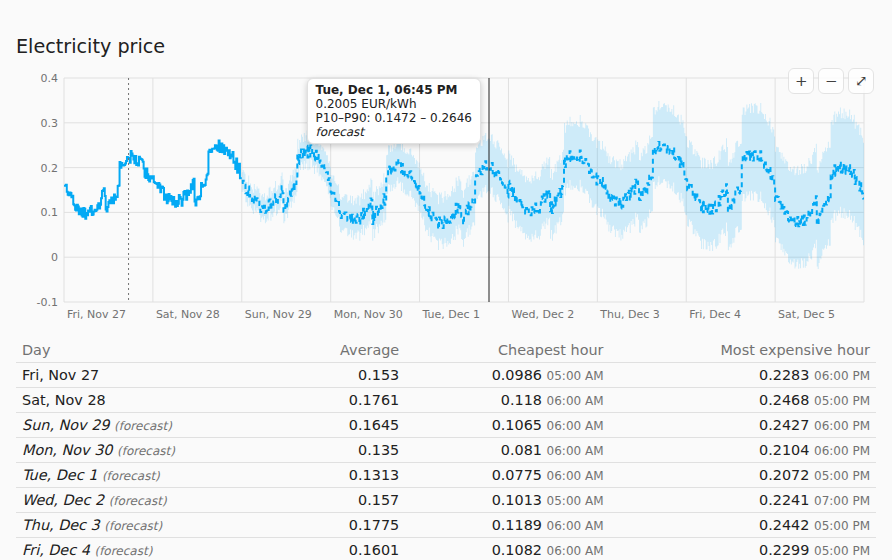 Electricity price
+ − ⤢
0.4
0.3
0.2
0.1
0
-0.1
Tue, Dec 1, 06:45 PM
0.2005 EUR/kWh
P10–P90: 0.1472 – 0.2646
forecast
Fri, Nov 27 Sat, Nov 28 Sun, Nov 29 Mon, Nov 30 Tue, Dec 1 Wed, Dec 2 Thu, Dec 3 Fri, Dec 4 Sat, Dec 5
Day Average Cheapest hour Most expensive hour
Fri, Nov 27 0.153 0.0986 05:00 AM 0.2283 06:00 PM
Sat, Nov 28 0.1761 0.118 06:00 AM 0.2468 05:00 PM
Sun, Nov 29 (forecast) 0.1645 0.1065 06:00 AM 0.2427 06:00 PM
Mon, Nov 30 (forecast) 0.135 0.081 06:00 AM 0.2104 06:00 PM
Tue, Dec 1 (forecast) 0.1313 0.0775 06:00 AM 0.2072 05:00 PM
Wed, Dec 2 (forecast) 0.157 0.1013 05:00 AM 0.2241 07:00 PM
Thu, Dec 3 (forecast) 0.1775 0.1189 06:00 AM 0.2442 05:00 PM
Fri, Dec 4 (forecast) 0.1601 0.1082 06:00 AM 0.2299 05:00 PM